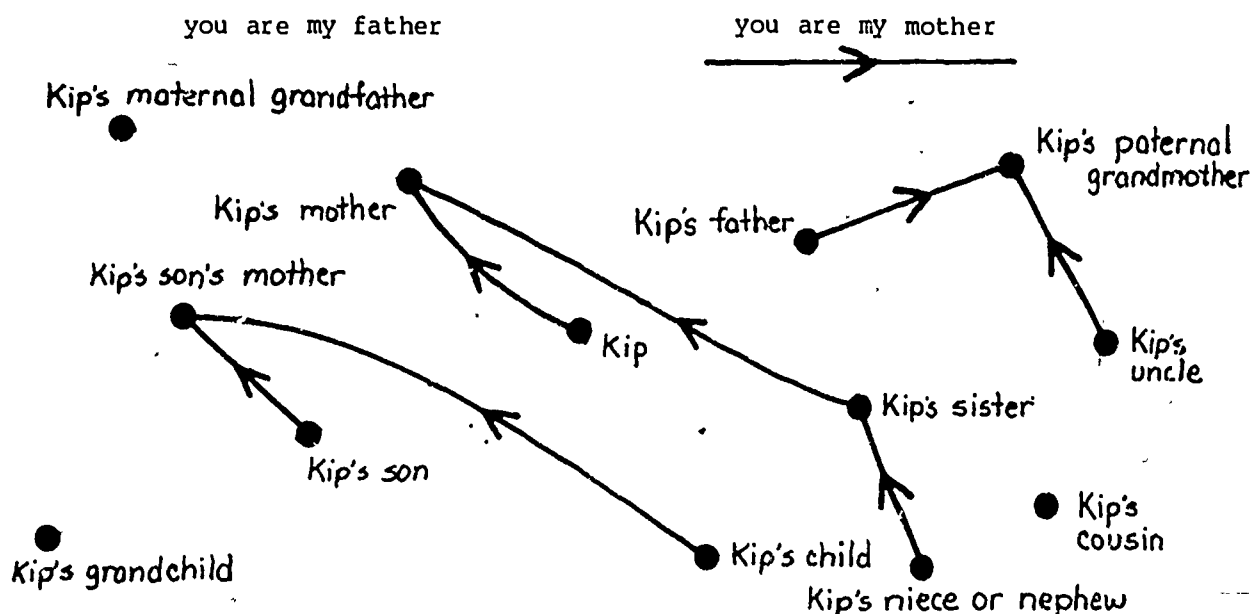 you are my father
you are my mother
Kip's maternal grandfather
Kip's paternal
grandmother
Kip's mother
Kip's father
Kip's son's mother
Kip
Kip's
uncle
Kip's sister
Kip's son
Kip's
cousin
Kip's child
Kip's grandchild
Kip's niece or nephew